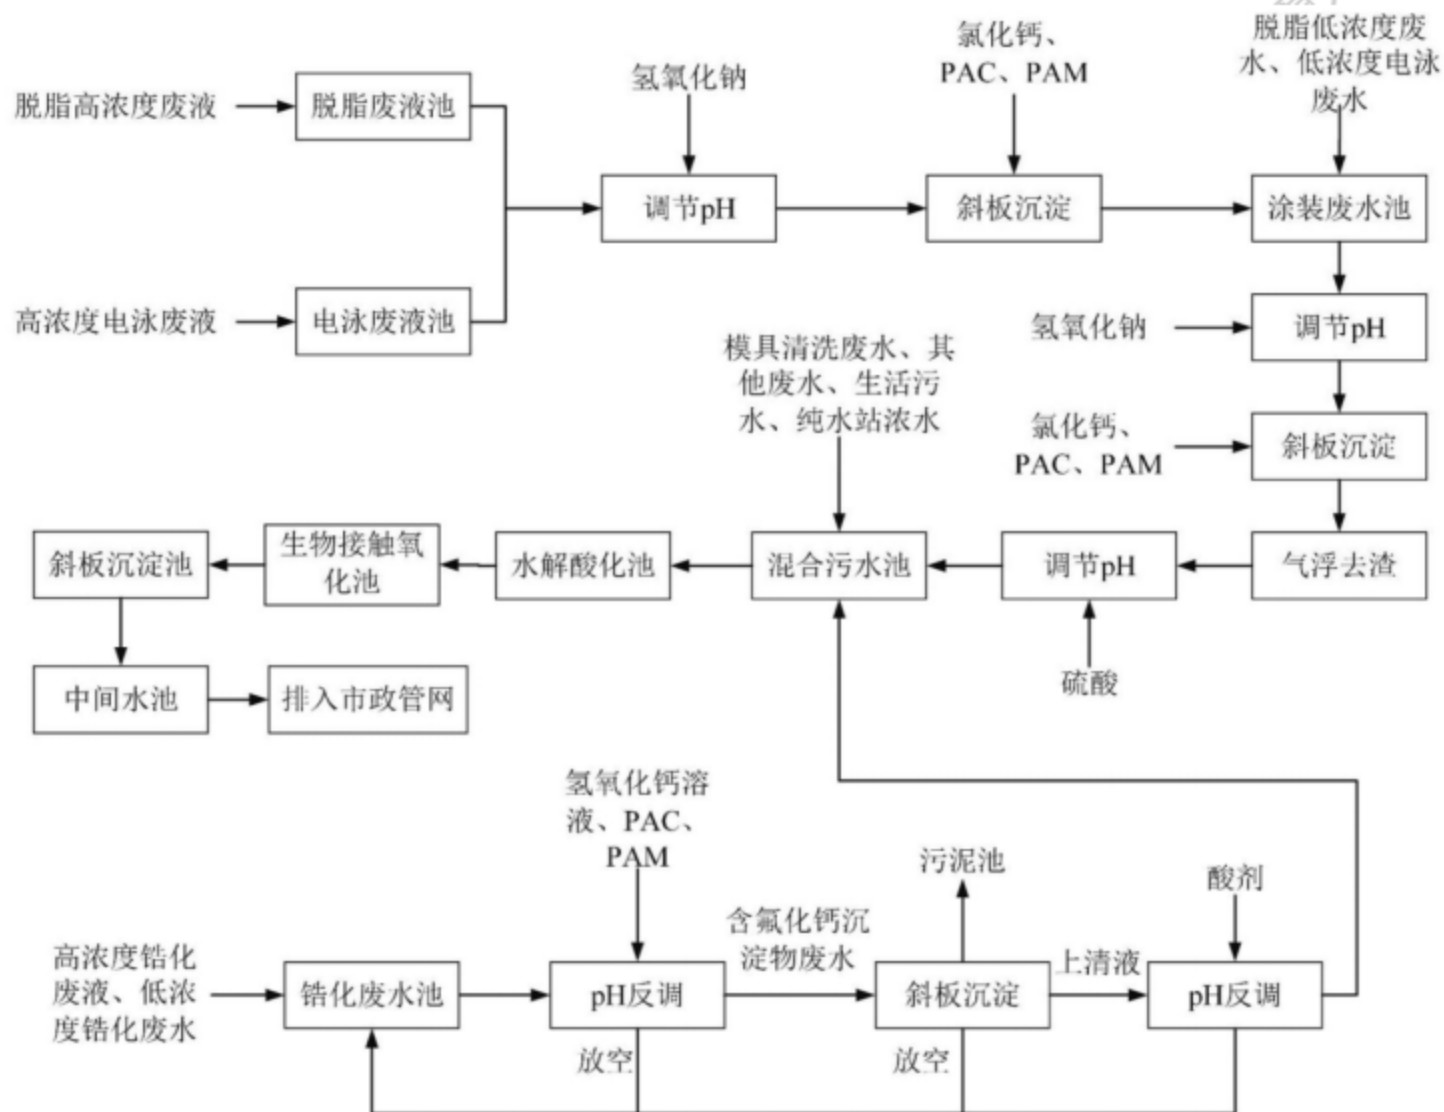 脱脂高浓度废液
脱脂废液池
氢氧化钠
调节pH
氯化钙、
PAC、PAM
斜板沉淀
脱脂低浓度废
水、低浓度电泳
废水
涂装废水池
高浓度电泳废液
电泳废液池
氢氧化钠
调节pH
氯化钙、
PAC、PAM
斜板沉淀
模具清洗废水、其
他废水、生活污
水、纯水站浓水
斜板沉淀池
生物接触氧
化池
水解酸化池
混合污水池
调节pH
气浮去渣
硫酸
中间水池
排入市政管网
氢氧化钙溶
液、PAC、
PAM
污泥池
酸剂
高浓度锆化
废液、低浓
度锆化废水
锆化废水池
pH反调
含氟化钙沉
淀物废水
斜板沉淀
上清液
pH反调
放空
放空